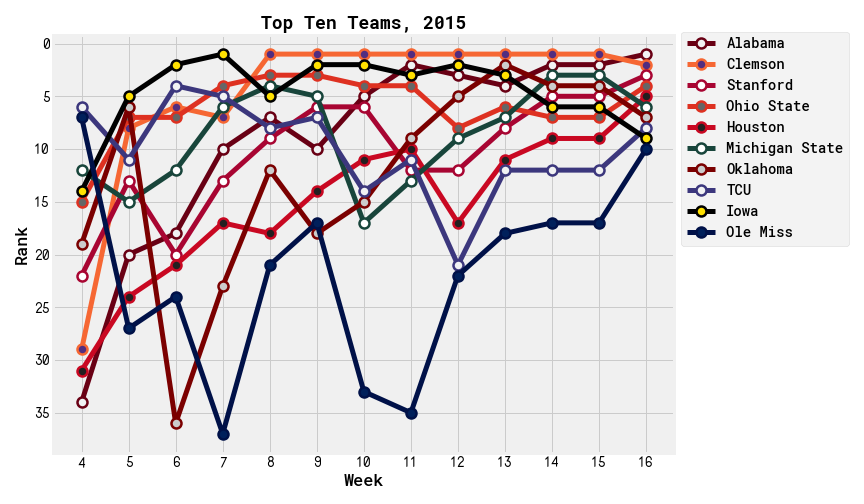 Top Ten Teams, 2015
0
5
10
15
20
25
30
35
Rank
4 5 6 7 8 9 10 11 12 13 14 15 16
Week
Alabama
Clemson
Stanford
Ohio State
Houston
Michigan State
Oklahoma
TCU
Iowa
Ole Miss